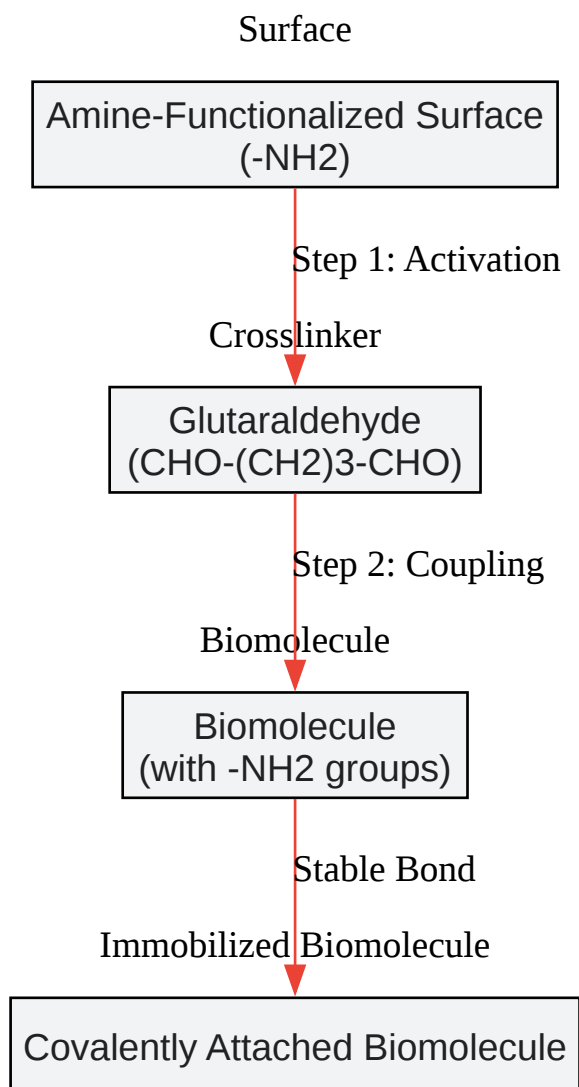 Surface
Amine-Functionalized Surface
(-NH2)
Step 1: Activation
Crosslinker
Glutaraldehyde
(CHO-(CH2)3-CHO)
Step 2: Coupling
Biomolecule
Biomolecule
(with -NH2 groups)
Stable Bond
Immobilized Biomolecule
Covalently Attached Biomolecule